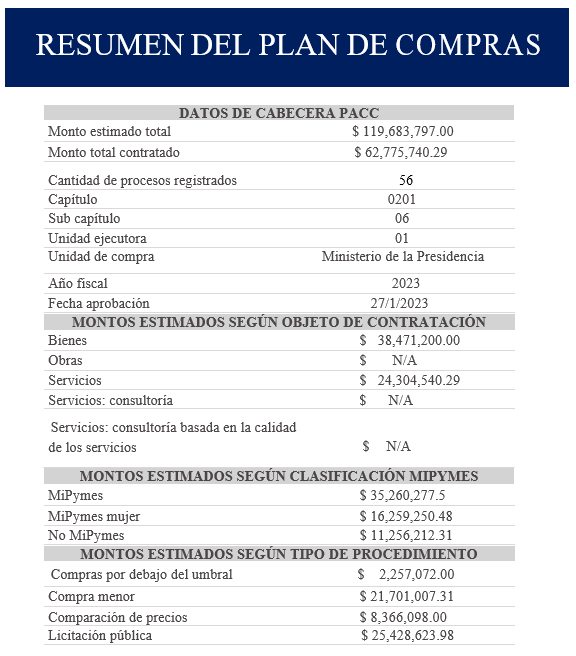 RESUMEN DEL PLAN DE COMPRAS
DATOS DE CABECERA PACC
Monto estimado total $ 119,683,797.00
Monto total contratado $ 62,775,740.29
Cantidad de procesos registrados 56
Capítulo 0201
Sub capítulo 06
Unidad ejecutora 01
Unidad de compra Ministerio de la Presidencia
Año fiscal 2023
Fecha aprobación 27/1/2023
MONTOS ESTIMADOS SEGÚN OBJETO DE CONTRATACIÓN
Bienes $ 38,471,200.00
Obras $ N/A
Servicios $ 24,304,540.29
Servicios: consultoría $ N/A
Servicios: consultoría basada en la calidad
de los servicios $ N/A
MONTOS ESTIMADOS SEGÚN CLASIFICACIÓN MIPYMES
MiPymes $ 35,260,277.5
MiPymes mujer $ 16,259,250.48
No MiPymes $ 11,256,212.31
MONTOS ESTIMADOS SEGÚN TIPO DE PROCEDIMIENTO
Compras por debajo del umbral $ 2,257,072.00
Compra menor $ 21,701,007.31
Comparación de precios $ 8,366,098.00
Licitación pública $ 25,428,623.98